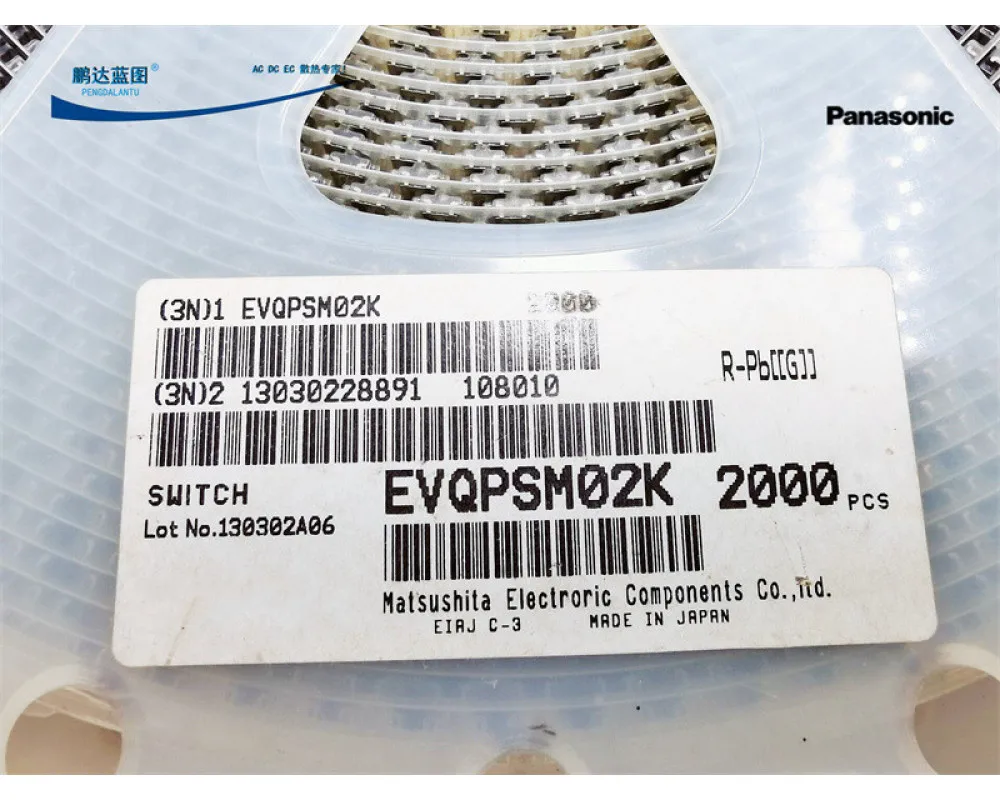 鹏达蓝图®
PENGDALANTU
AC DC EC 散热专家
Panasonic
(3N)1 EVQPSM02K 2000
(3N)2 13030228891 108010
R-Pb[[G]]
SWITCH
EVQPSM02K 2000 PCS
Lot No.130302A06
Matsushita Electroric Components Co.,ltd.
EIAJ C-3 MADE IN JAPAN